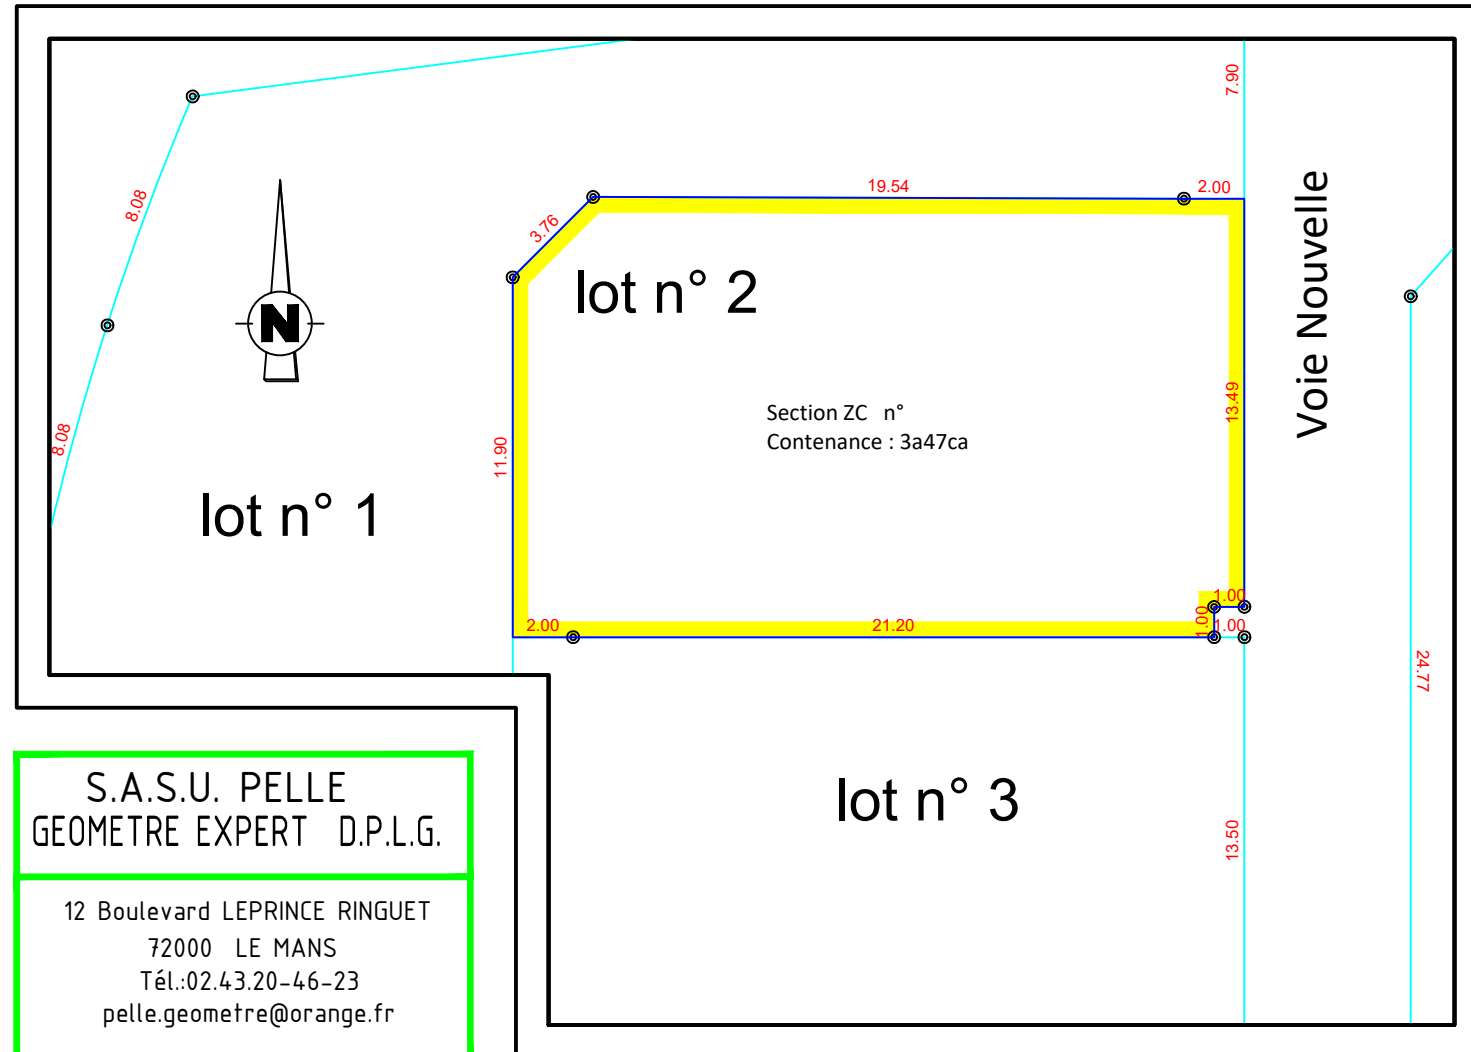 7.90
19.54
2.00
8.08
3.76
Voie Nouvelle
lot n° 2
N
Section ZC n°
Contenance : 3a47ca
13.49
8.08
11.90
lot n° 1
1.00
2.00
21.20
1.00
1.00
24.77
lot n° 3
13.50
S.A.S.U. PELLE
GEOMETRE EXPERT D.P.L.G.
12 Boulevard LEPRINCE RINGUET
72000 LE MANS
Tél.:02.43.20-46-23
pelle.geometre@orange.fr